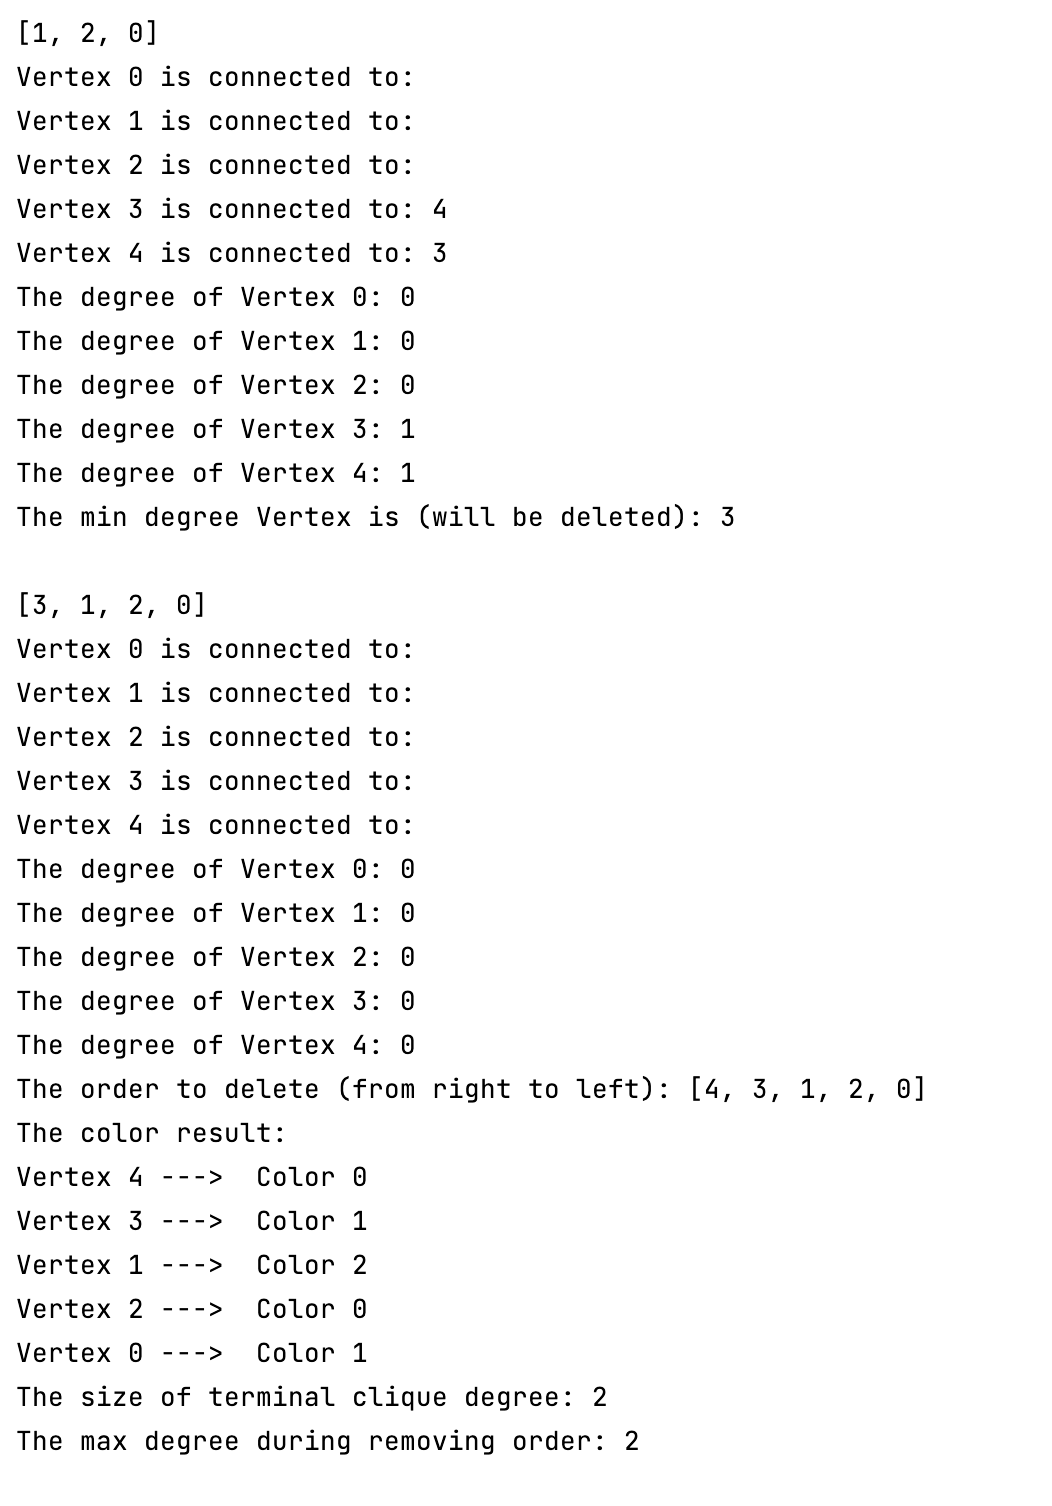 [1, 2, 0]
Vertex 0 is connected to:
Vertex 1 is connected to:
Vertex 2 is connected to:
Vertex 3 is connected to: 4
Vertex 4 is connected to: 3
The degree of Vertex 0: 0
The degree of Vertex 1: 0
The degree of Vertex 2: 0
The degree of Vertex 3: 1
The degree of Vertex 4: 1
The min degree Vertex is (will be deleted): 3

[3, 1, 2, 0]
Vertex 0 is connected to:
Vertex 1 is connected to:
Vertex 2 is connected to:
Vertex 3 is connected to:
Vertex 4 is connected to:
The degree of Vertex 0: 0
The degree of Vertex 1: 0
The degree of Vertex 2: 0
The degree of Vertex 3: 0
The degree of Vertex 4: 0
The order to delete (from right to left): [4, 3, 1, 2, 0]
The color result:
Vertex 4 --->  Color 0
Vertex 3 --->  Color 1
Vertex 1 --->  Color 2
Vertex 2 --->  Color 0
Vertex 0 --->  Color 1
The size of terminal clique degree: 2
The max degree during removing order: 2